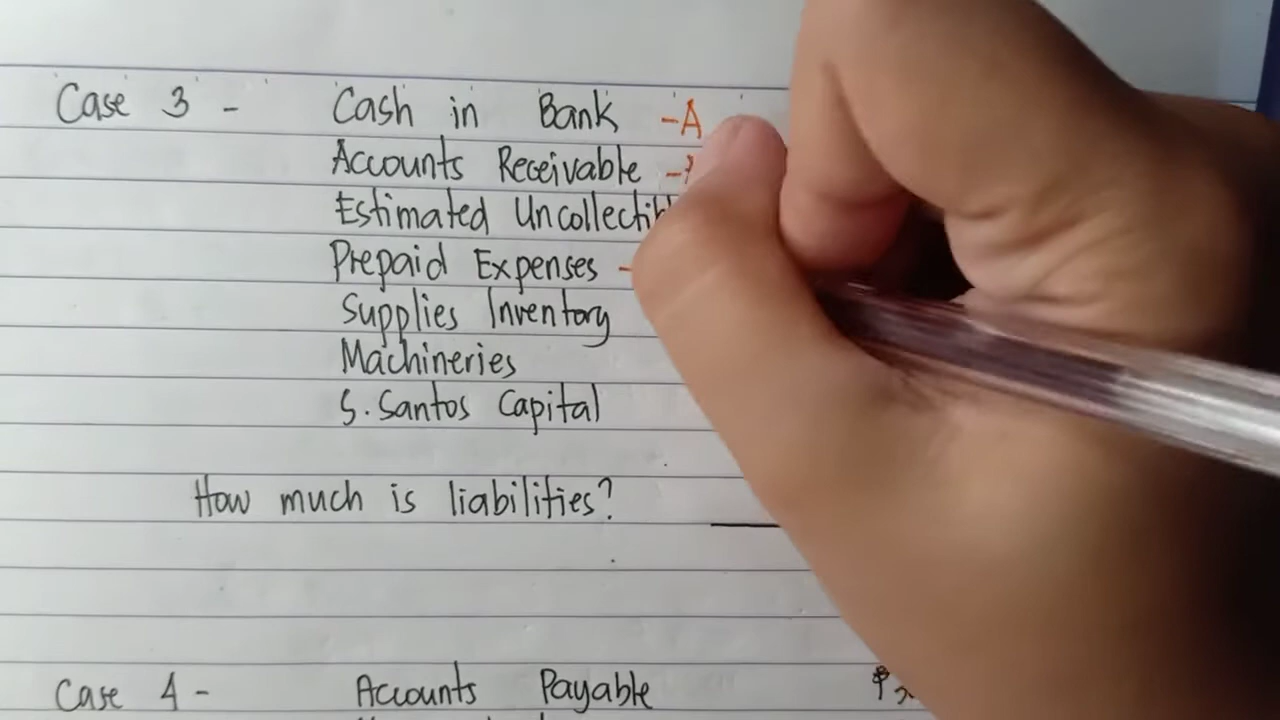 Case 3 - Cash in Bank -A
Accounts Receivable -
Estimated
Prepaid Expenses -
Supplies Inventory
Machineries
S. Santos Capital
How much is liabilities?
Case 4 - Accounts Payable ₱